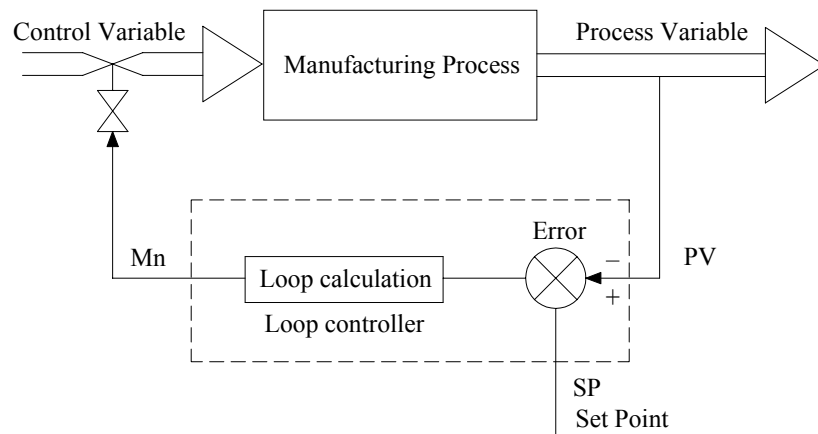 Control Variable
Process Variable
Manufacturing Process
Error
Mn
Loop calculation
−
PV
+
Loop controller
SP
Set Point